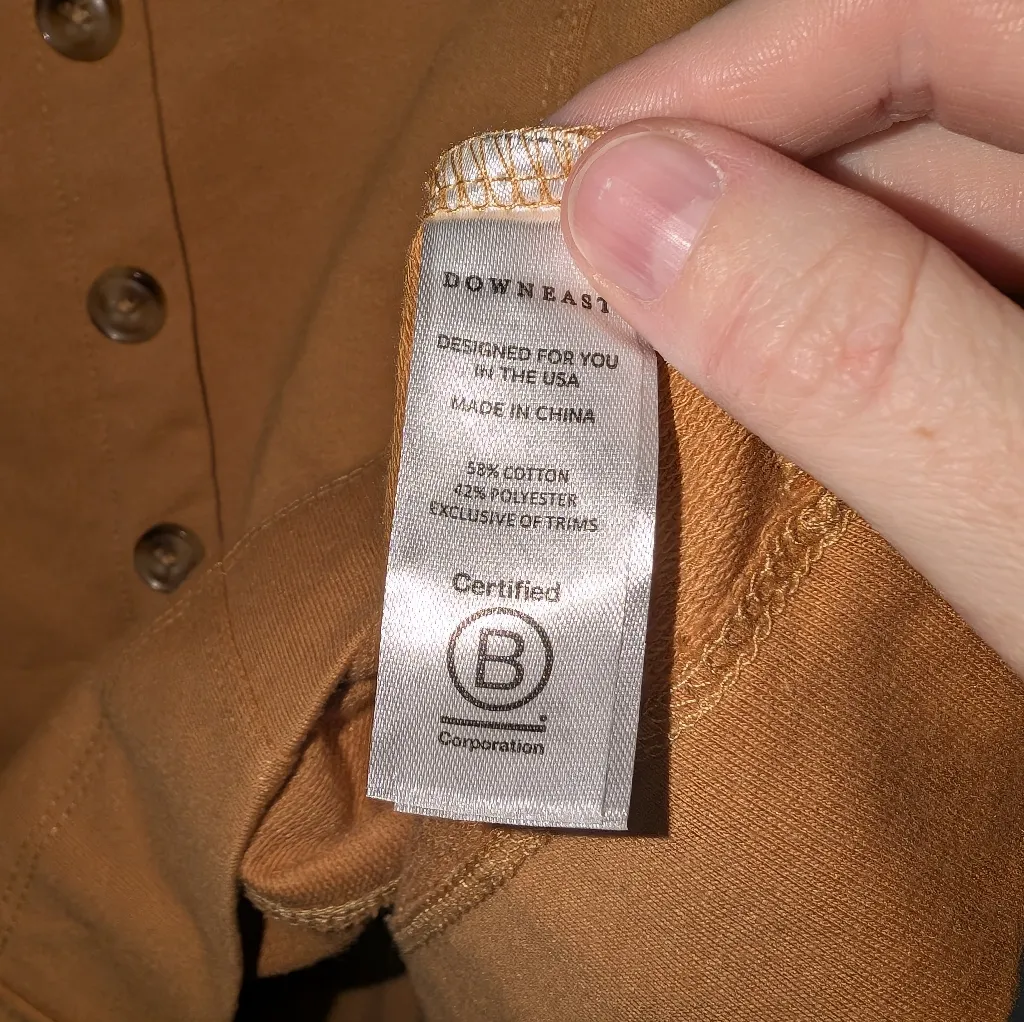 DOWNEAST
DESIGNED FOR YOU
IN THE USA
MADE IN CHINA
58% COTTON
42% POLYESTER
EXCLUSIVE OF TRIMS
Certified
B
Corporation